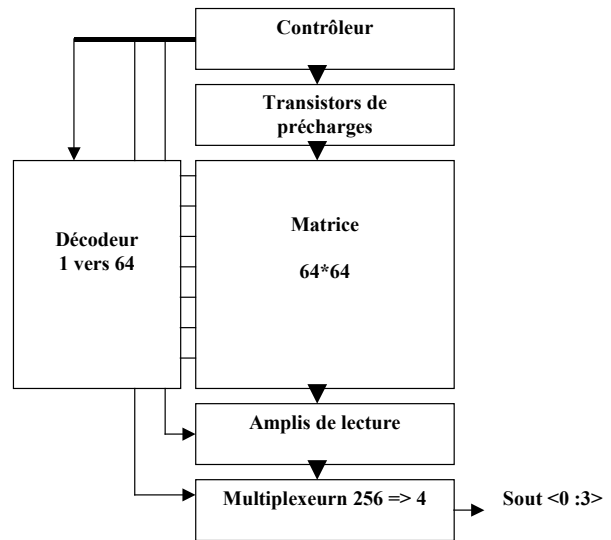 Contrôleur
Transistors de
précharges
Décodeur
1 vers 64
Matrice
64*64
Amplis de lecture
Multiplexeurn 256 => 4
Sout <0 :3>